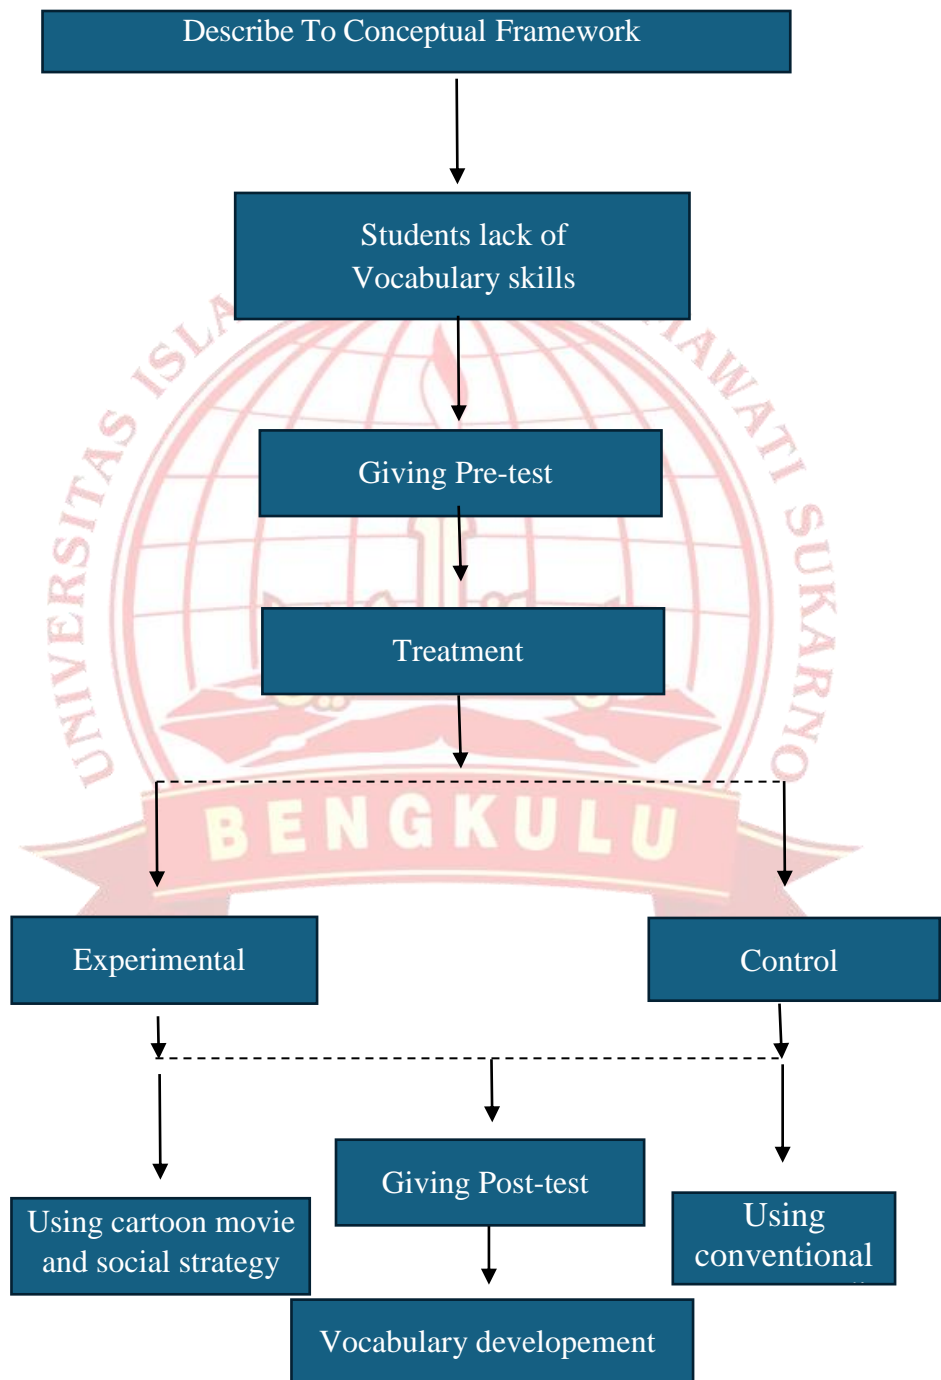 Describe To Conceptual Framework
Students lack of
Vocabulary skills
Giving Pre-test
Treatment
UNIVERSITAS ISLA
MAWATI SUKARNO
BENGKULU
Experimental
Control
Giving Post-test
Using cartoon movie
and social strategy
Using
conventional
Vocabulary developement